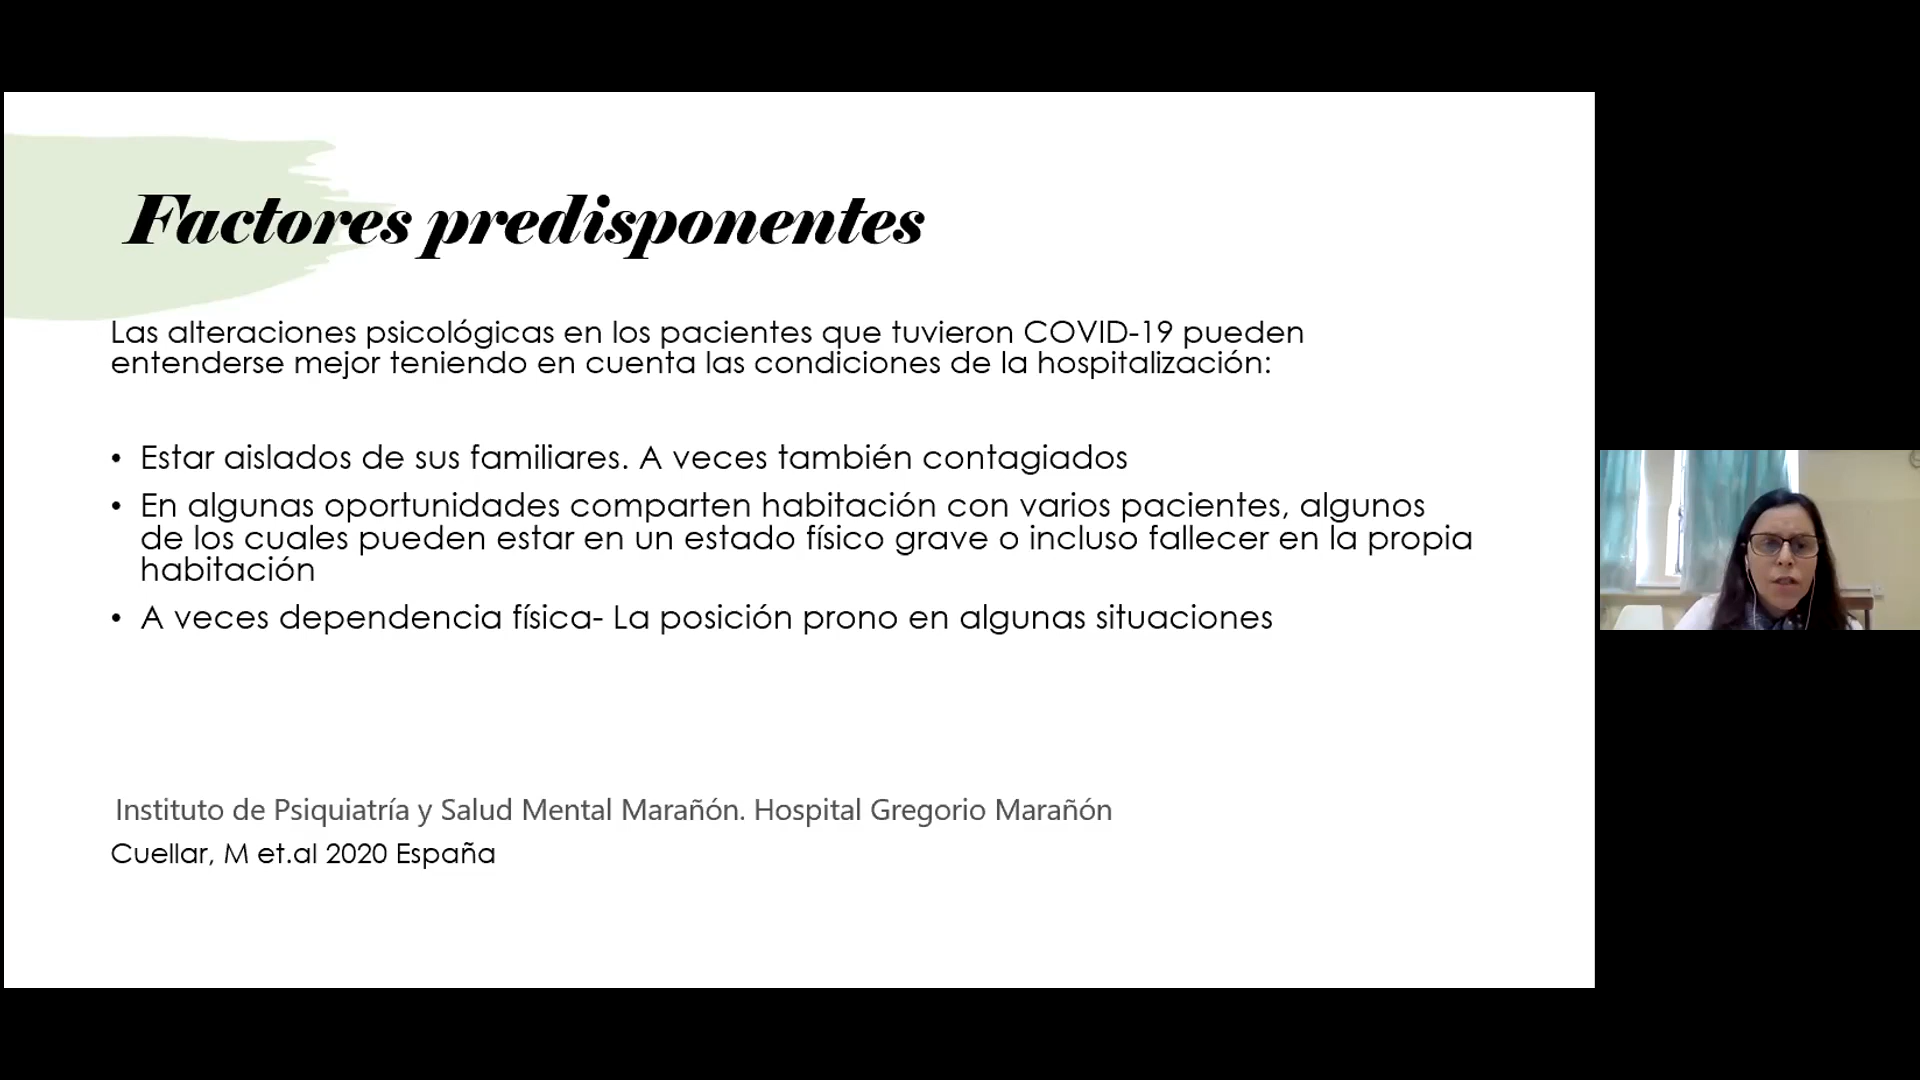 Factores predisponentes
Las alteraciones psicológicas en los pacientes que tuvieron COVID-19 pueden
entenderse mejor teniendo en cuenta las condiciones de la hospitalización:
• Estar aislados de sus familiares. A veces también contagiados
• En algunas oportunidades comparten habitación con varios pacientes, algunos
de los cuales pueden estar en un estado físico grave o incluso fallecer en la propia
habitación
• A veces dependencia física- La posición prono en algunas situaciones
Instituto de Psiquiatría y Salud Mental Marañón. Hospital Gregorio Marañón
Cuellar, M et.al 2020 España